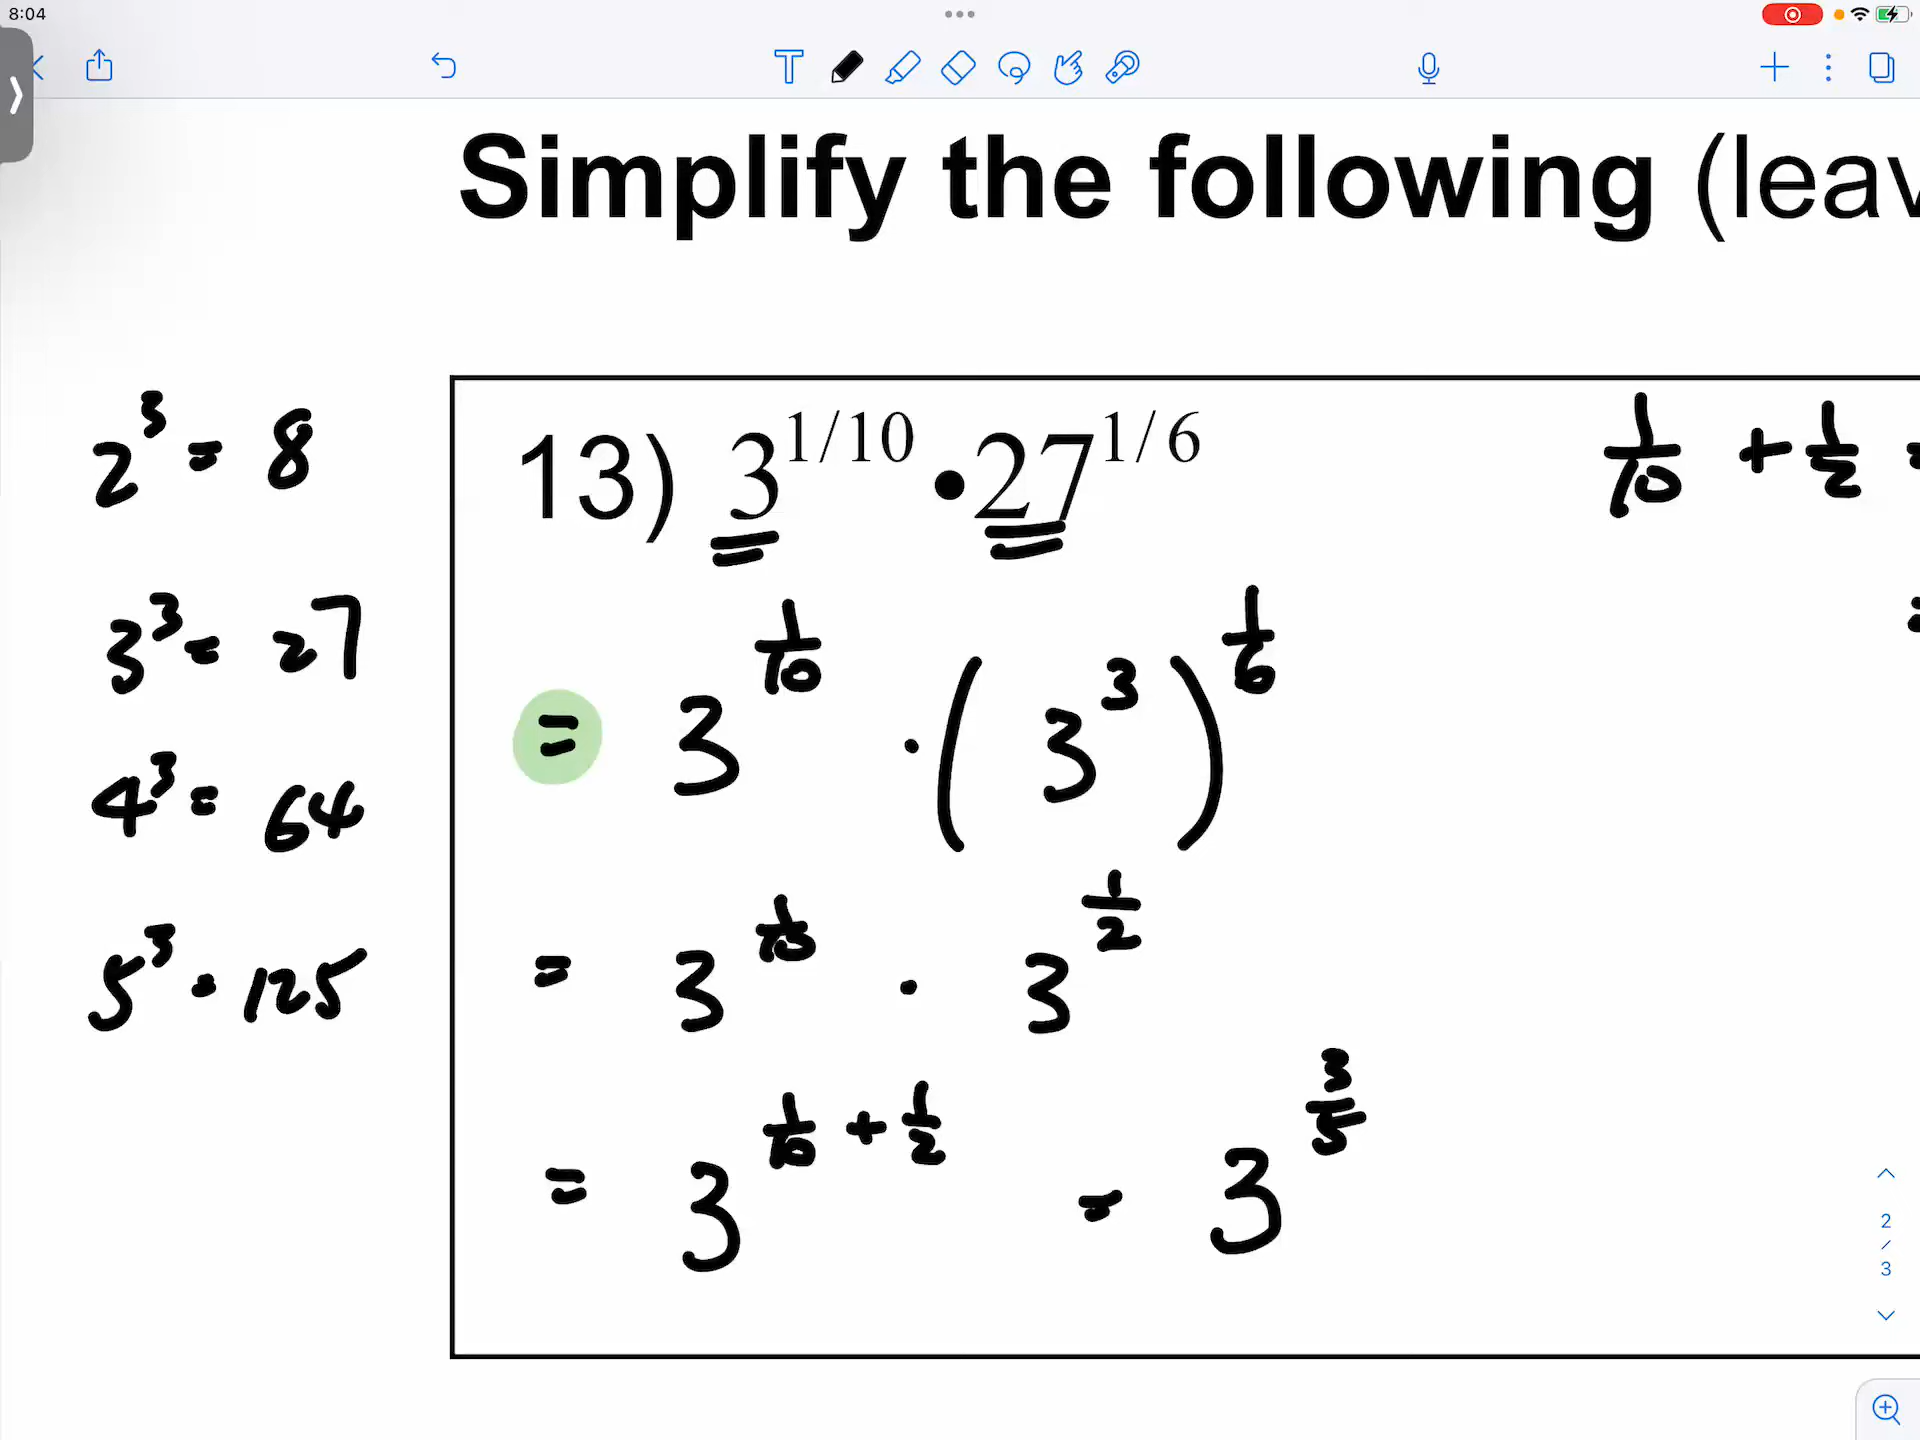 8:04
Simplify the following (leav
2³ = 8
3³ = 27
4³ = 64
5³ = 125
13) 3^1/10 • 27^1/6
1/10 + 1/2 =
=
= 3^1/10 · (3³)^1/6
= 3^1/10 · 3^1/2
= 3^1/10 + 1/2 = 3^3/5
2
/
3